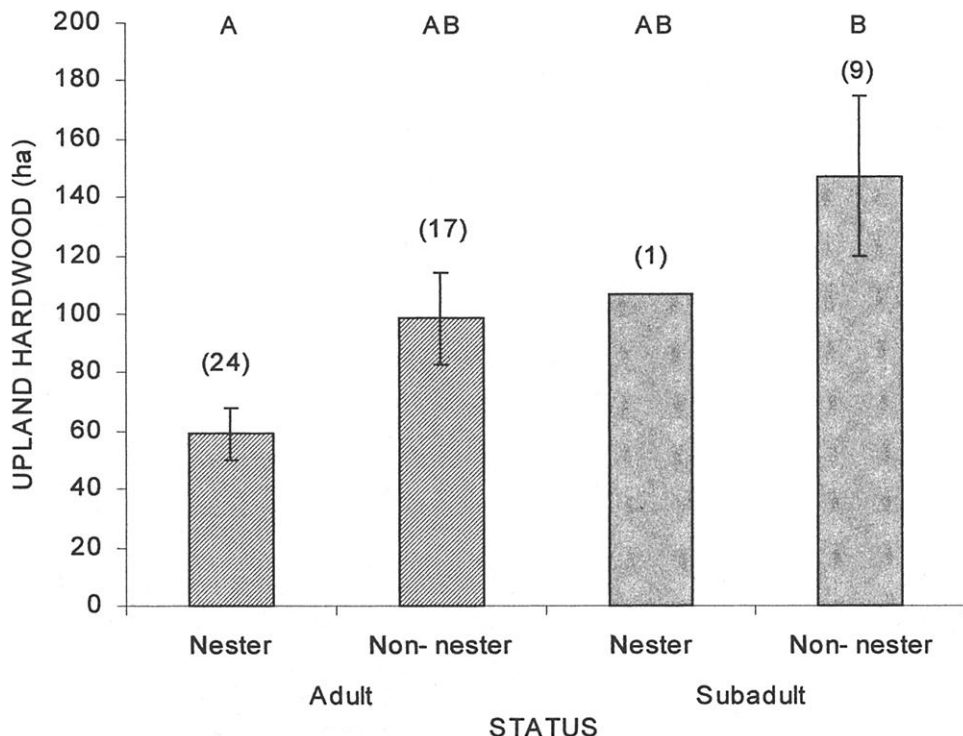 200 A AB AB B
180 (9)
160
UPLAND HARDWOOD (ha)
140
(17)
120 (1)
100
(24)
80
60
40
20
0
Nester Non- nester Nester Non- nester
Adult Subadult
STATUS